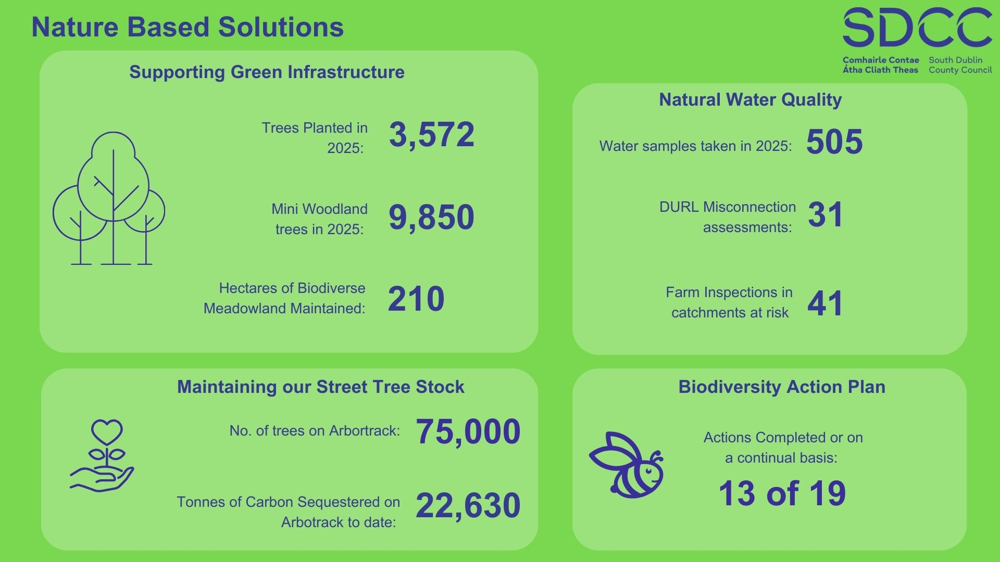 Nature Based Solutions
SDCC
Comhairle Contae
Átha Cliath Theas
South Dublin
County Council
Supporting Green Infrastructure
Trees Planted in
2025:
3,572
Mini Woodland
trees in 2025:
9,850
Hectares of Biodiverse
Meadowland Maintained:
210
Natural Water Quality
Water samples taken in 2025:
505
DURL Misconnection
assessments:
31
Farm Inspections in
catchments at risk
41
Maintaining our Street Tree Stock
No. of trees on Arbortrack:
75,000
Tonnes of Carbon Sequestered on
Arbotrack to date:
22,630
Biodiversity Action Plan
Actions Completed or on
a continual basis:
13 of 19